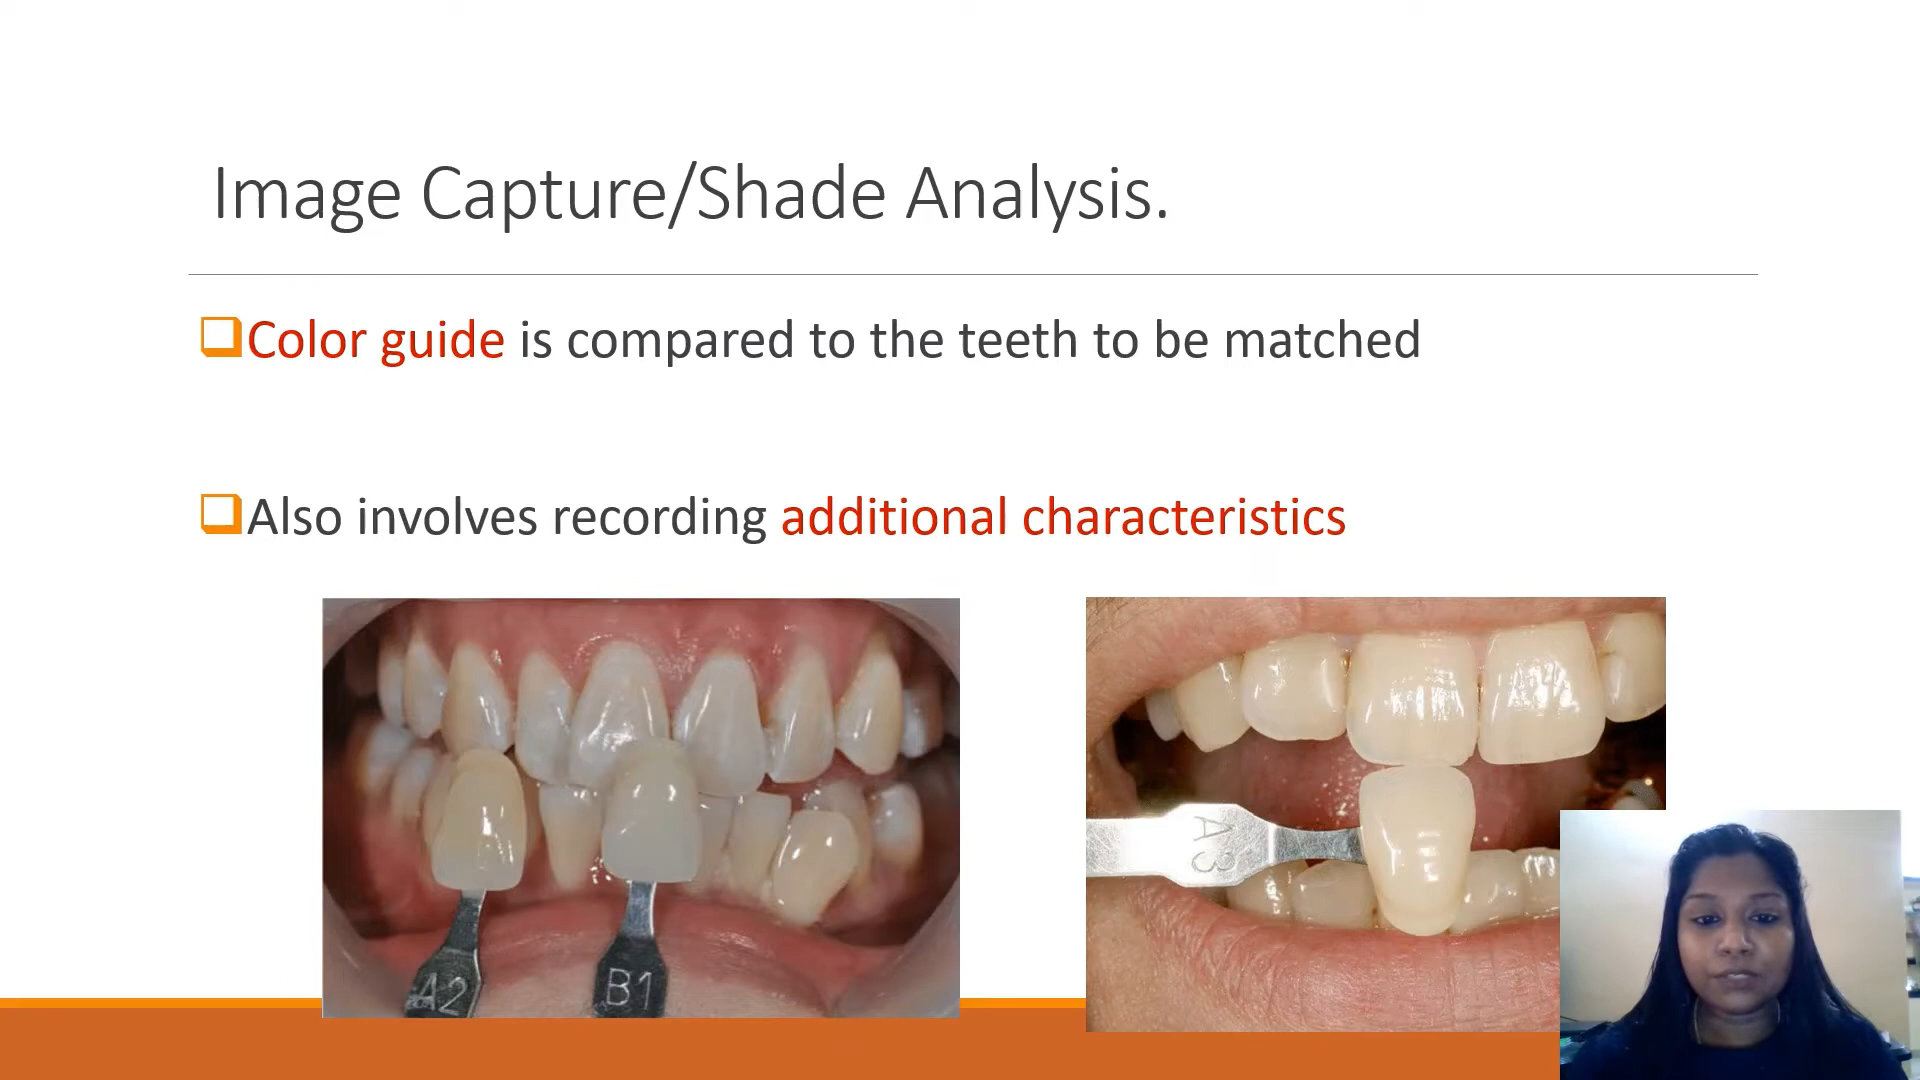 Image Capture/Shade Analysis.
Color guide is compared to the teeth to be matched
Also involves recording additional characteristics
A2
B1
A3